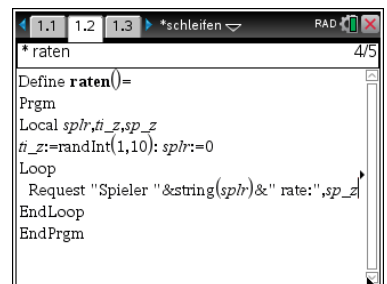 1.1 1.2 1.3 *schleifen RAD
* raten 4/5
Define raten()=
Prgm
Local splr,ti_z,sp_z
ti_z:=randInt(1,10): splr:=0
Loop
Request "Spieler "&string(splr)&" rate:",sp_z
EndLoop
EndPrgm